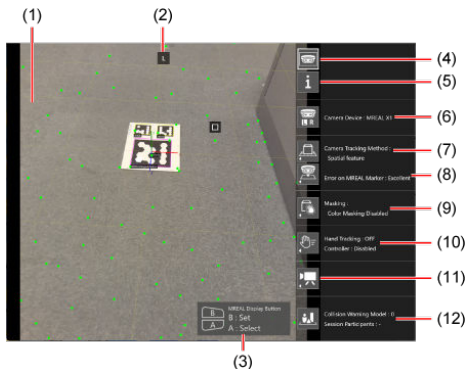 (1)
(2)
L
(4)
i
(5)
L R
Camera Device : MREAL X1
(6)
Camera Tracking Method :
Spatial feature
(7)
Error on MREAL Marker : Excellent
(8)
Masking :
Color Masking Disabled
(9)
Hand Tracking : OFF
Controller : Disabled
(10)
(11)
MREAL Display Button
B
B : Set
A
A : Select
Collision Warning Model : 0
Session Participants : -
(12)
(3)